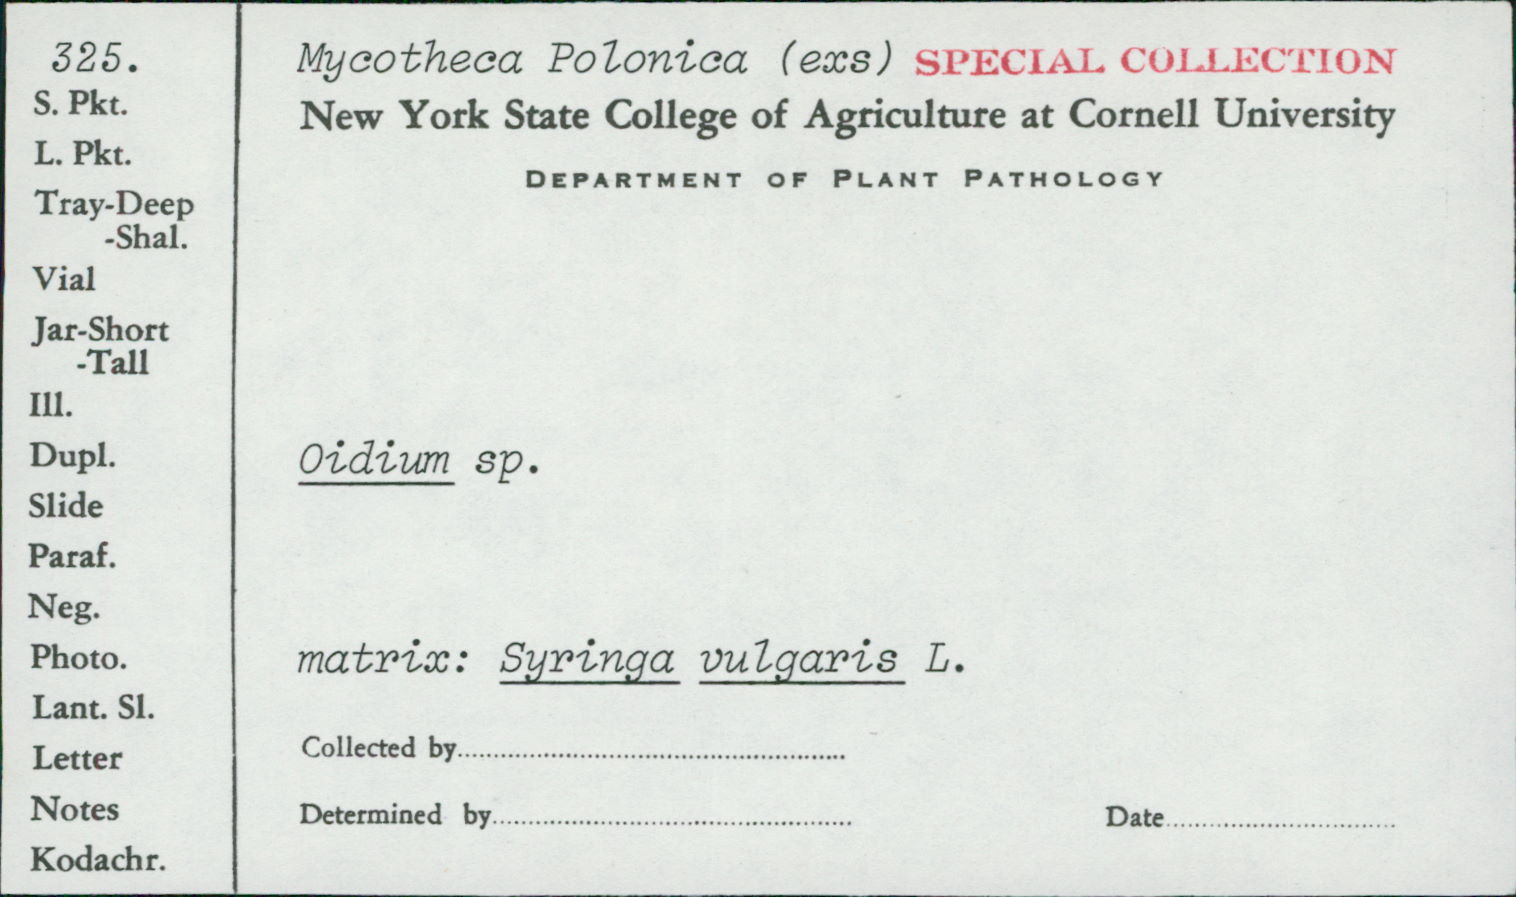 325.
S. Pkt.
L. Pkt.
Tray-Deep
-Shal.
Vial
Jar-Short
-Tall
Ill.
Dupl.
Slide
Paraf.
Neg.
Photo.
Lant. Sl.
Letter
Notes
Kodachr.
Mycotheca Polonica (exs) SPECIAL COLLECTION
New York State College of Agriculture at Cornell University
DEPARTMENT OF PLANT PATHOLOGY
Oidium sp.
matrix: Syringa vulgaris L.
Collected by
Determined by Date